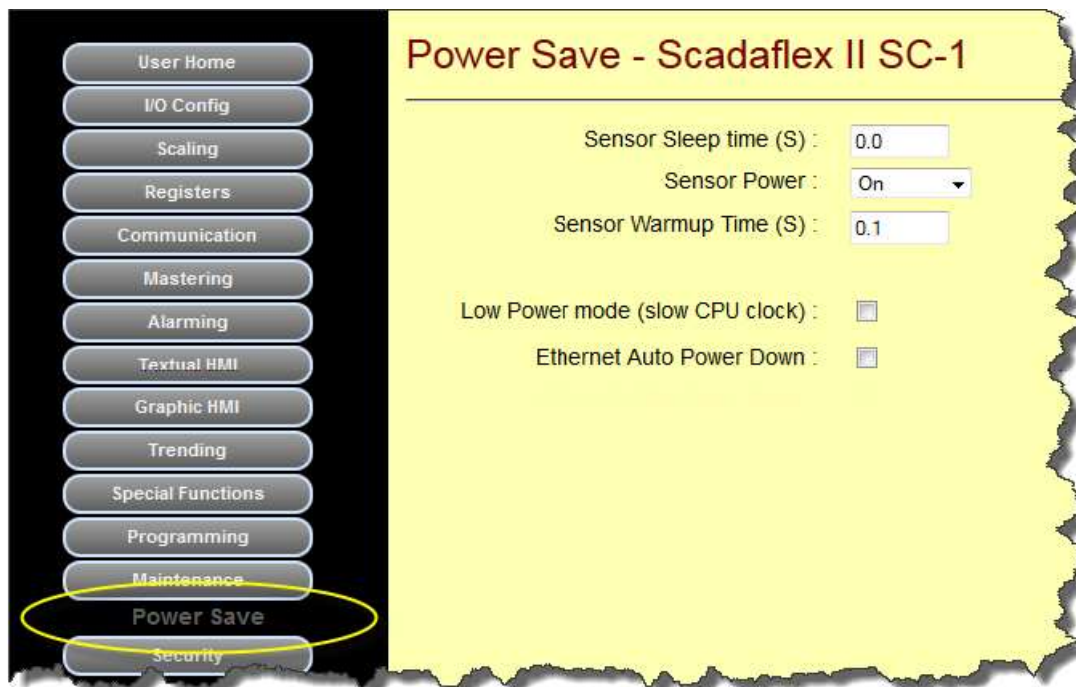 User Home
I/O Config
Scaling
Registers
Communication
Mastering
Alarming
Textual HMI
Graphic HMI
Trending
Special Functions
Programming
Maintenance
Power Save
Security
Power Save - Scadaflex II SC-1
Sensor Sleep time (S) : 0.0
Sensor Power : On
Sensor Warmup Time (S) : 0.1
Low Power mode (slow CPU clock) :
Ethernet Auto Power Down :